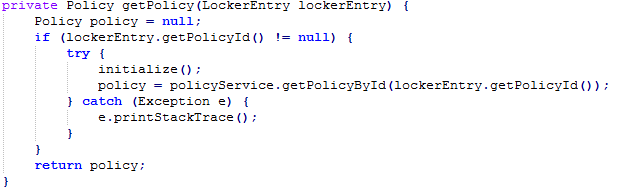 private Policy getPolicy(LockerEntry lockerEntry) {
    Policy policy = null;
    if (lockerEntry.getPolicyId() != null) {
        try {
            initialize();
            policy = policyService.getPolicyById(lockerEntry.getPolicyId());
        } catch (Exception e) {
            e.printStackTrace();
        }
    }
    return policy;
}